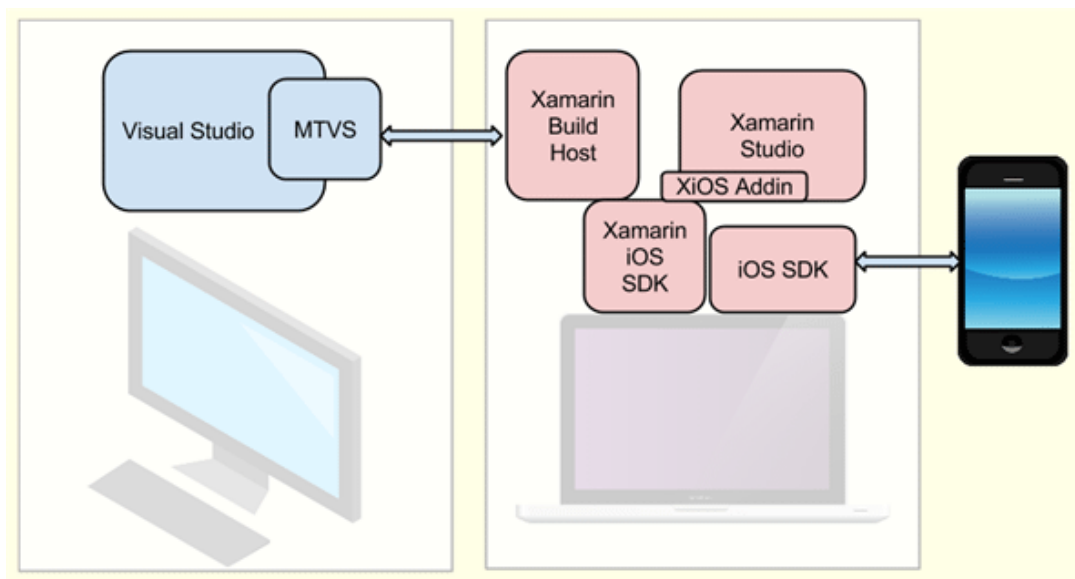 Visual Studio
MTVS
Xamarin
Build
Host
Xamarin
Studio
XiOS Addin
Xamarin
iOS
SDK
iOS SDK